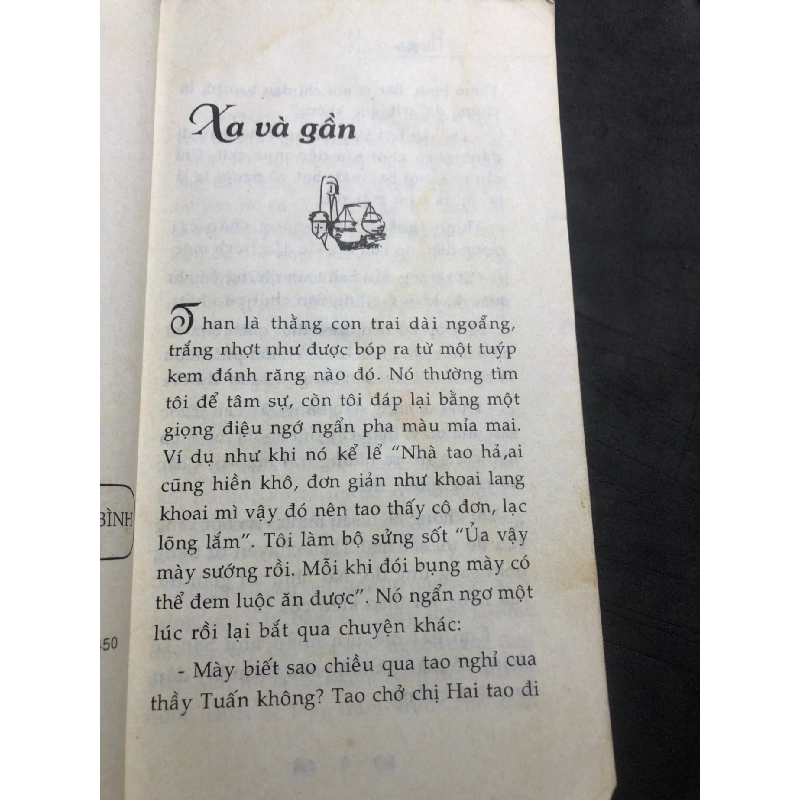 Xa và gần
Than là thằng con trai dài ngoẵng,
trắng nhợt như được bóp ra từ một tuýp
kem đánh răng nào đó. Nó thường tìm
tôi để tâm sự, còn tôi đáp lại bằng một
giọng điệu ngớ ngẩn pha màu mỉa mai.
Ví dụ như khi nó kể lể “Nhà tao hả,ai
cũng hiền khô, đơn giản như khoai lang
khoai mì vậy đó nên tao thấy cô đơn, lạc
lõng lắm”. Tôi làm bộ sửng sốt “Ủa vậy
mày sướng rồi. Mỗi khi đói bụng mày có
thể đem luộc ăn được”. Nó ngẩn ngơ một
lúc rồi lại bắt qua chuyện khác:
- Mày biết sao chiều qua tao nghỉ cua
thầy Tuấn không? Tao chở chị Hai tao đi
BÌNH
50